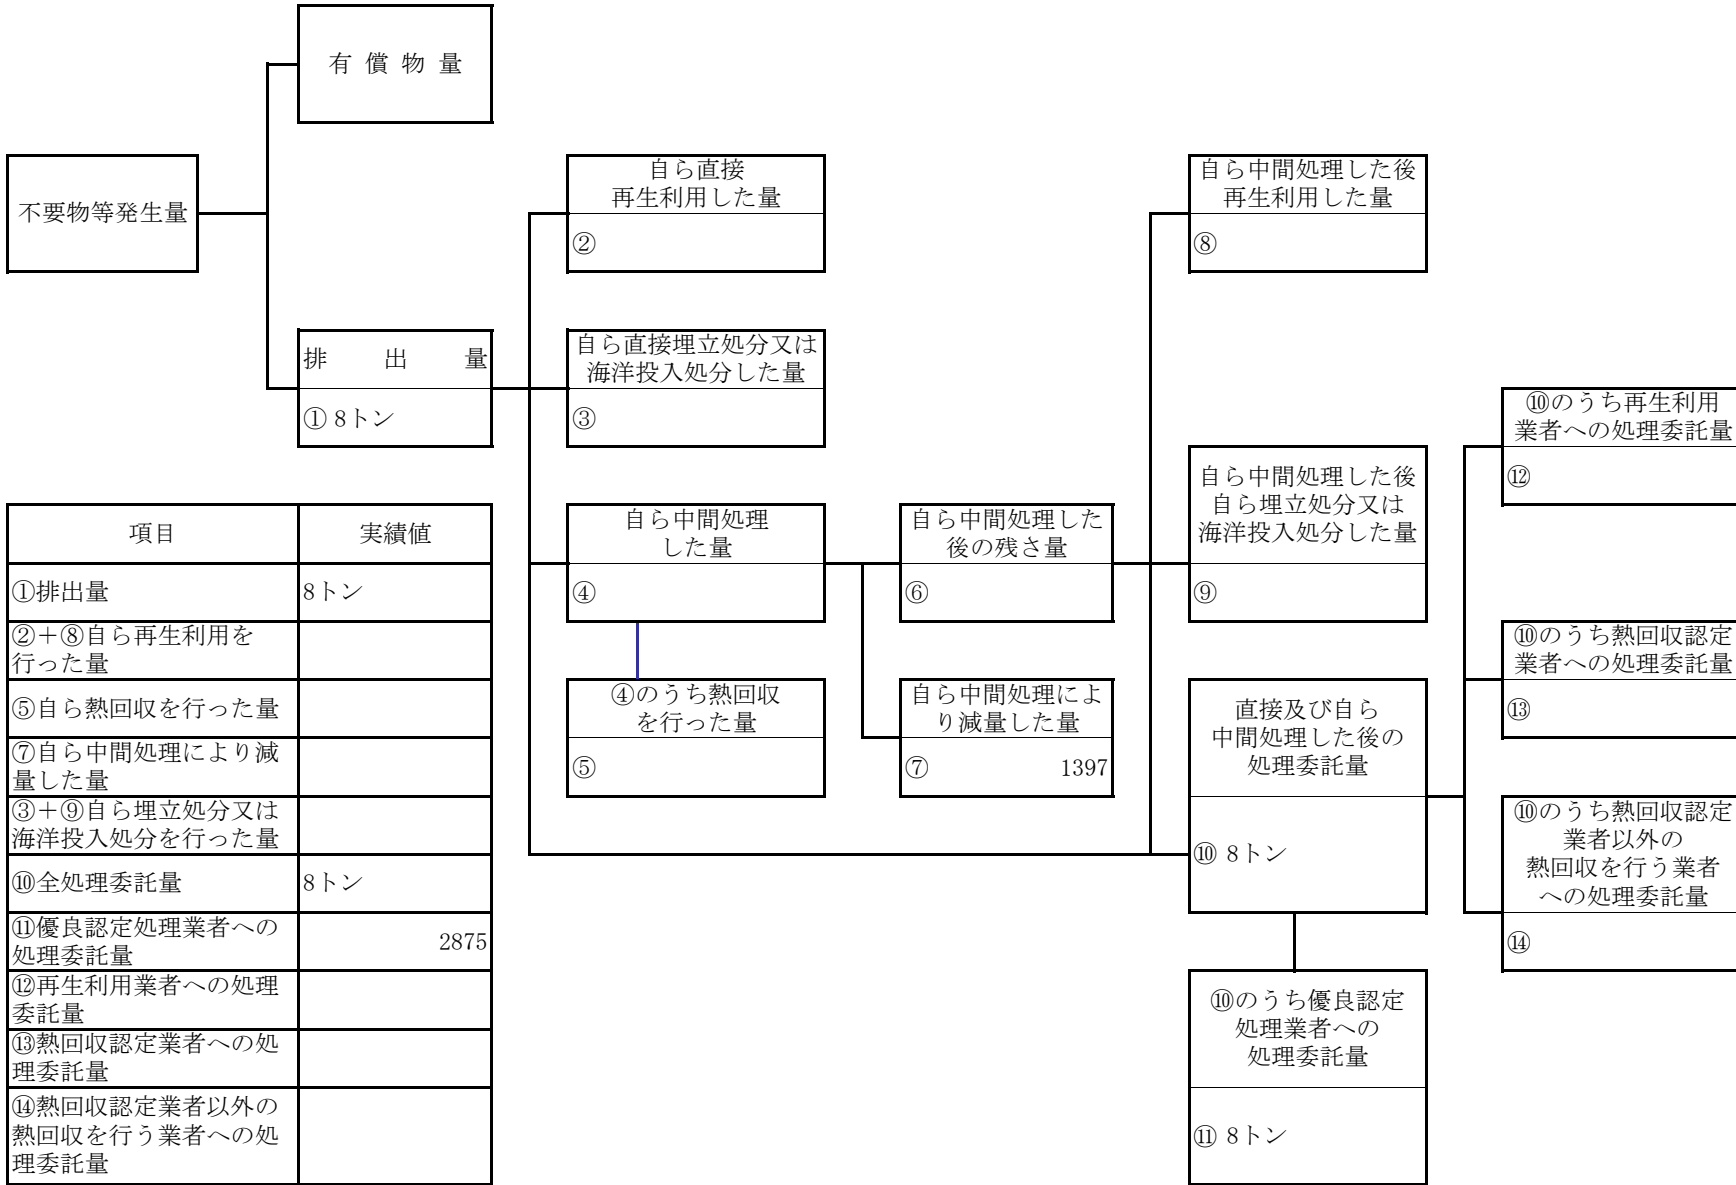 有償物量
不要物等発生量
自ら直接
再生利用した量
②
自ら中間処理した後
再生利用した量
⑧
排出量
① 8トン
自ら直接埋立処分又は
海洋投入処分した量
③
⑩のうち再生利用
業者への処理委託量
⑫
自ら中間処理した後
自ら埋立処分又は
海洋投入処分した量
⑨
自ら中間処理
した量
④
自ら中間処理した
後の残さ量
⑥
⑩のうち熱回収認定
業者への処理委託量
⑬
④のうち熱回収
を行った量
⑤
自ら中間処理によ
り減量した量
⑦ 1397
直接及び自ら
中間処理した後の
処理委託量
⑩ 8トン
⑩のうち熱回収認定
業者以外の
熱回収を行う業者
への処理委託量
⑭
⑩のうち優良認定
処理業者への
処理委託量
⑪ 8トン
項目 実績値
①排出量 8トン
②＋⑧自ら再生利用を
行った量
⑤自ら熱回収を行った量
⑦自ら中間処理により減
量した量
③＋⑨自ら埋立処分又は
海洋投入処分を行った量
⑩全処理委託量 8トン
⑪優良認定処理業者への
処理委託量 2875
⑫再生利用業者への処理
委託量
⑬熱回収認定業者への処
理委託量
⑭熱回収認定業者以外の
熱回収を行う業者への処
理委託量